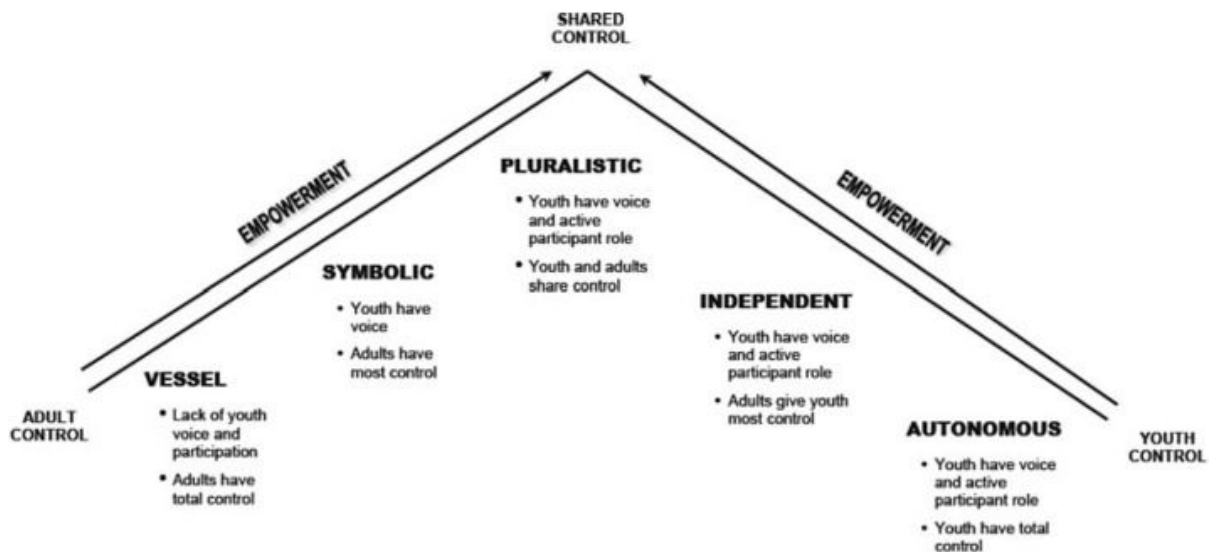 SHARED
CONTROL
EMPOWERMENT
EMPOWERMENT
PLURALISTIC
• Youth have voice
and active
participant role
• Youth and adults
share control
SYMBOLIC
• Youth have
voice
• Adults have
most control
INDEPENDENT
• Youth have voice
and active
participant role
• Adults give youth
most control
VESSEL
• Lack of youth
voice and
participation
• Adults have
total control
ADULT
CONTROL
AUTONOMOUS
• Youth have voice
and active
participant role
• Youth have total
control
YOUTH
CONTROL